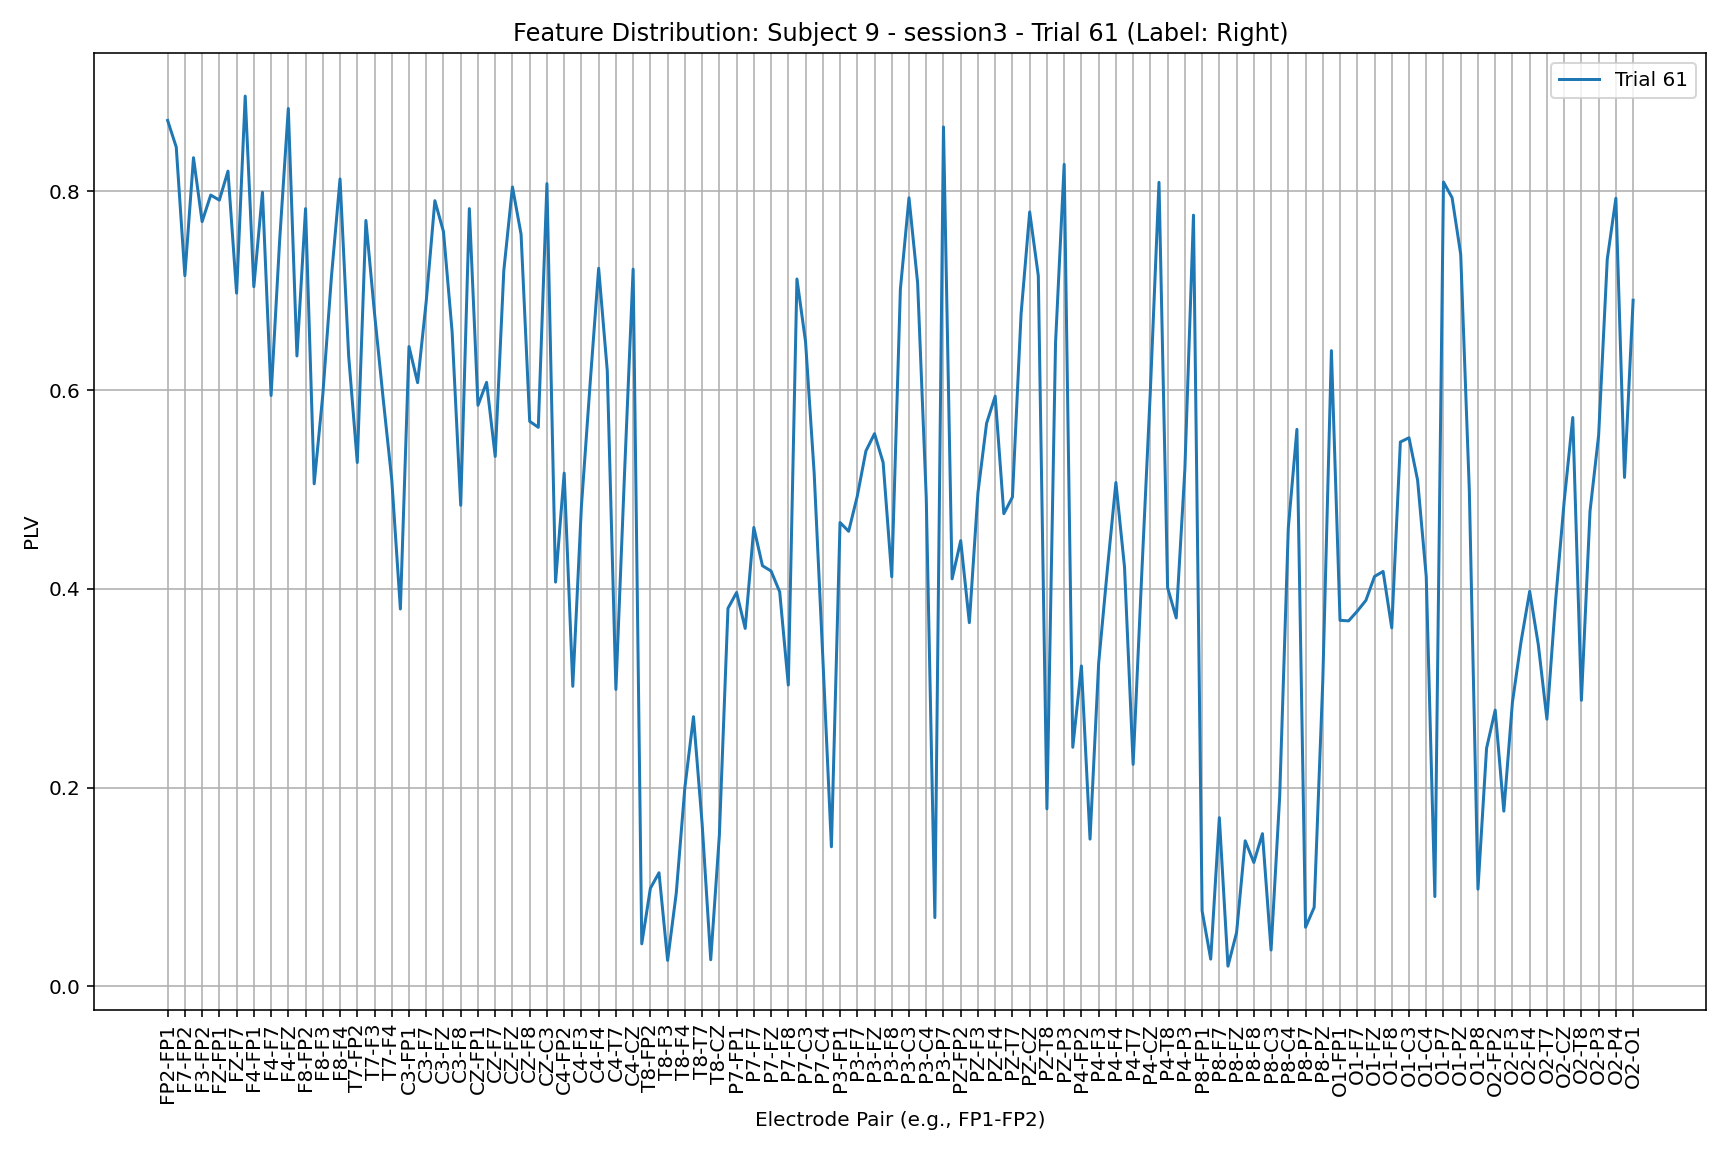 Feature Distribution: Subject 9 - session3 - Trial 61 (Label: Right)
Trial 61
PLV
0.8
0.6
0.4
0.2
0.0
FP2-FP1
F7-FP2
F3-FP2
FZ-FP1
FZ-F7
F4-FP1
F4-F7
F4-FZ
F8-FP2
F8-F3
F8-F4
T7-FP2
T7-F3
T7-F4
C3-FP1
C3-F7
C3-FZ
C3-F8
CZ-FP1
CZ-F7
CZ-FZ
CZ-F8
CZ-C3
C4-FP2
C4-F3
C4-F4
C4-T7
C4-CZ
T8-FP2
T8-F3
T8-F4
T8-T7
T8-CZ
P7-FP1
P7-F7
P7-FZ
P7-F8
P7-C3
P7-C4
P3-FP1
P3-F7
P3-FZ
P3-F8
P3-C3
P3-C4
P3-P7
PZ-FP2
PZ-F3
PZ-F4
PZ-T7
PZ-CZ
PZ-T8
PZ-P3
P4-FP2
P4-F3
P4-F4
P4-T7
P4-CZ
P4-T8
P4-P3
P8-FP1
P8-F7
P8-FZ
P8-F8
P8-C3
P8-C4
P8-P7
P8-PZ
O1-FP1
O1-F7
O1-FZ
O1-F8
O1-C3
O1-C4
O1-P7
O1-PZ
O1-P8
O2-FP2
O2-F3
O2-F4
O2-T7
O2-CZ
O2-T8
O2-P3
O2-P4
O2-O1
Electrode Pair (e.g., FP1-FP2)